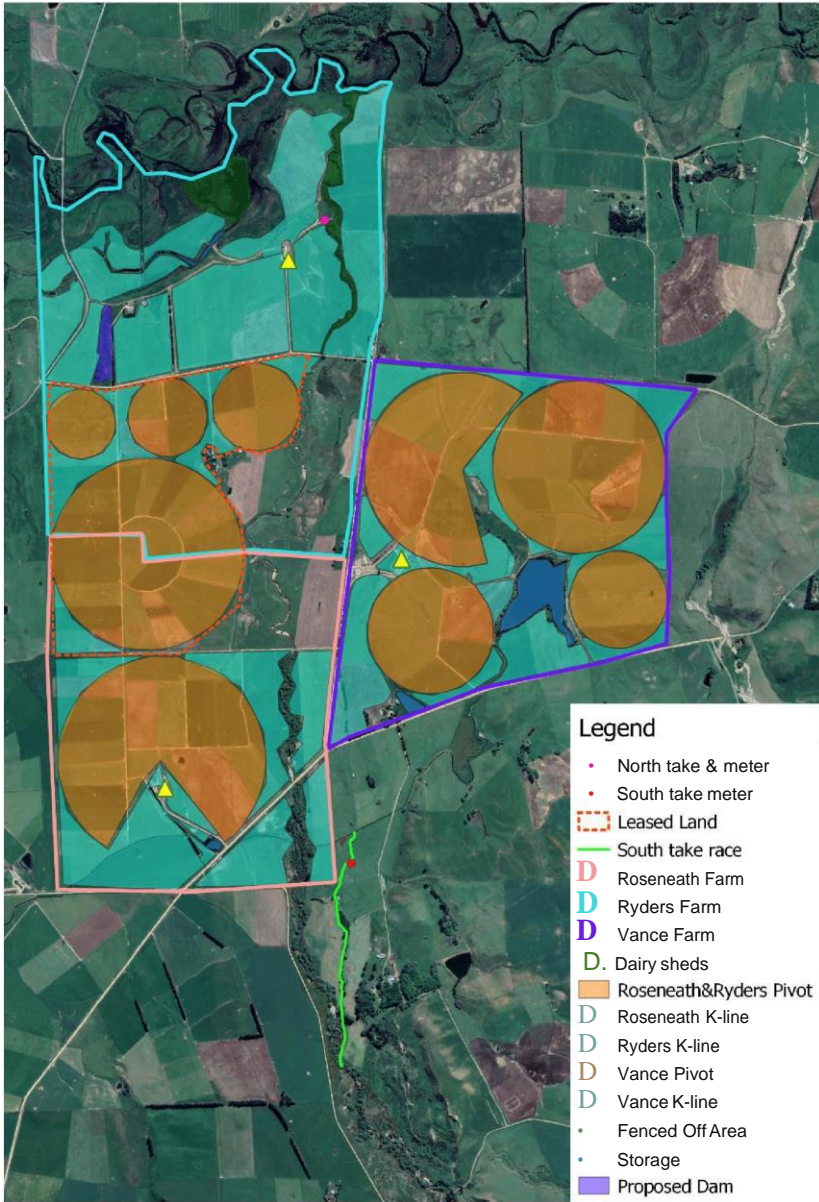 Legend
North take & meter
South take meter
Leased Land
South take race
D Roseneath Farm
D Ryders Farm
D Vance Farm
D. Dairy sheds
Roseneath&Ryders Pivot
D Roseneath K-line
D Ryders K-line
D Vance Pivot
D Vance K-line
Fenced Off Area
Storage
Proposed Dam